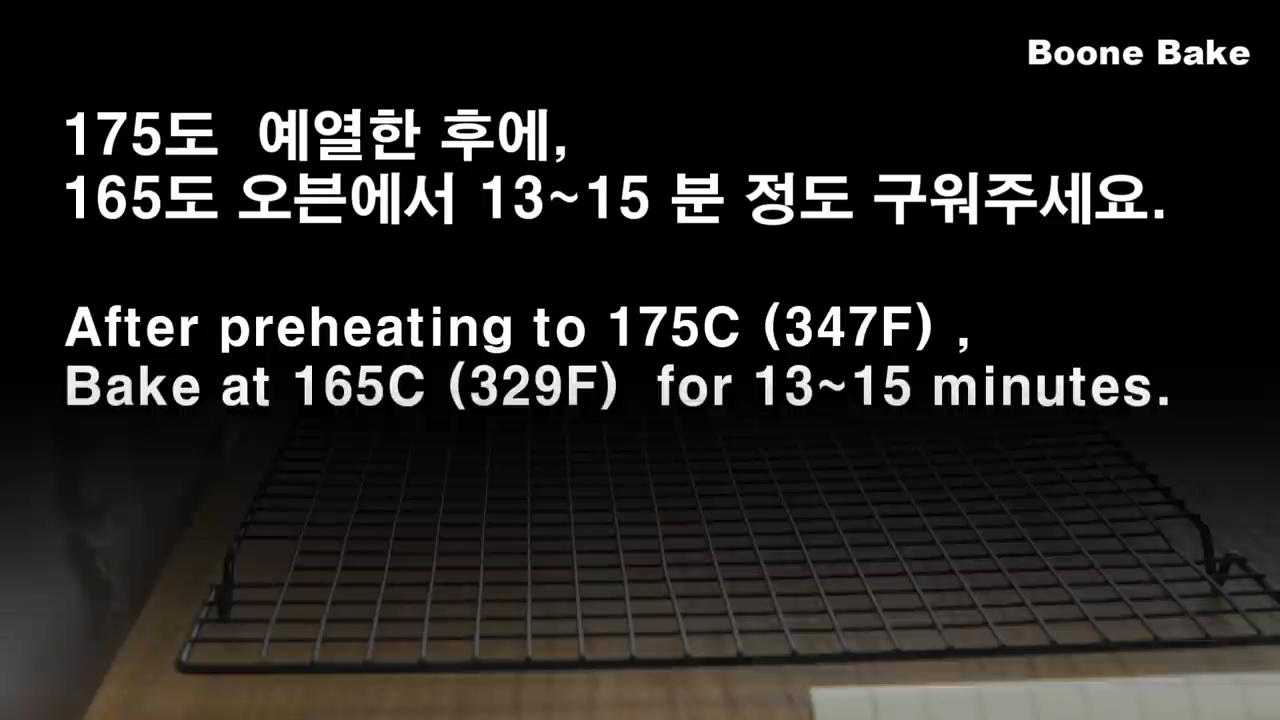 Boone Bake
175도 예열한 후에,
165도 오븐에서 13~15 분 정도 구워주세요.
After preheating to 175C (347F) ,
Bake at 165C (329F) for 13~15 minutes.